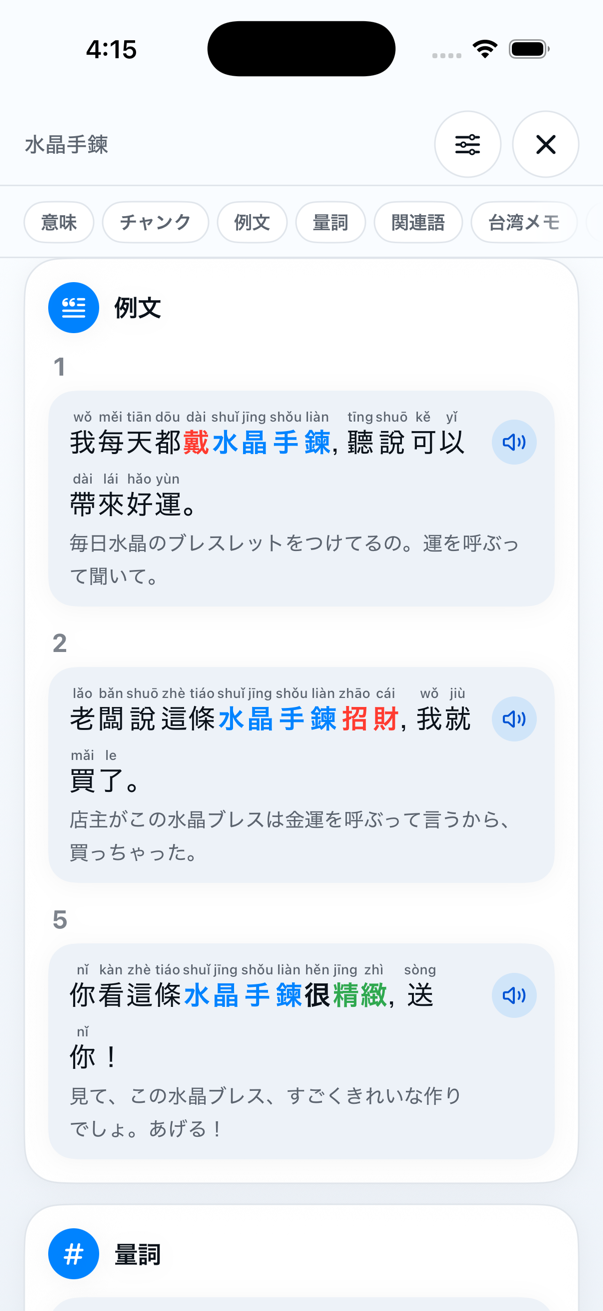 4:15
水晶手鍊
意味 チャンク 例文 量詞 関連語 台湾メモ
例文
1
wǒ měi tiān dōu dài shuǐ jīng shǒu liàn tīng shuō kě yǐ
我每天都戴水晶手鍊, 聽說可以
dài lái hǎo yùn
帶來好運。
毎日水晶のブレスレットをつけてるの。運を呼ぶっ
て聞いて。
2
lǎo bǎn shuō zhè tiáo shuǐ jīng shǒu liàn zhāo cái wǒ jiù
老闆說這條水晶手鍊招財, 我就
mǎi le
買了。
店主がこの水晶ブレスは金運を呼ぶって言うから、
買っちゃった。
5
nǐ kàn zhè tiáo shuǐ jīng shǒu liàn hěn jīng zhì sòng
你看這條水晶手鍊很精緻, 送
nǐ
你！
見て、この水晶ブレス、すごくきれいな作り
でしょ。あげる！
# 量詞